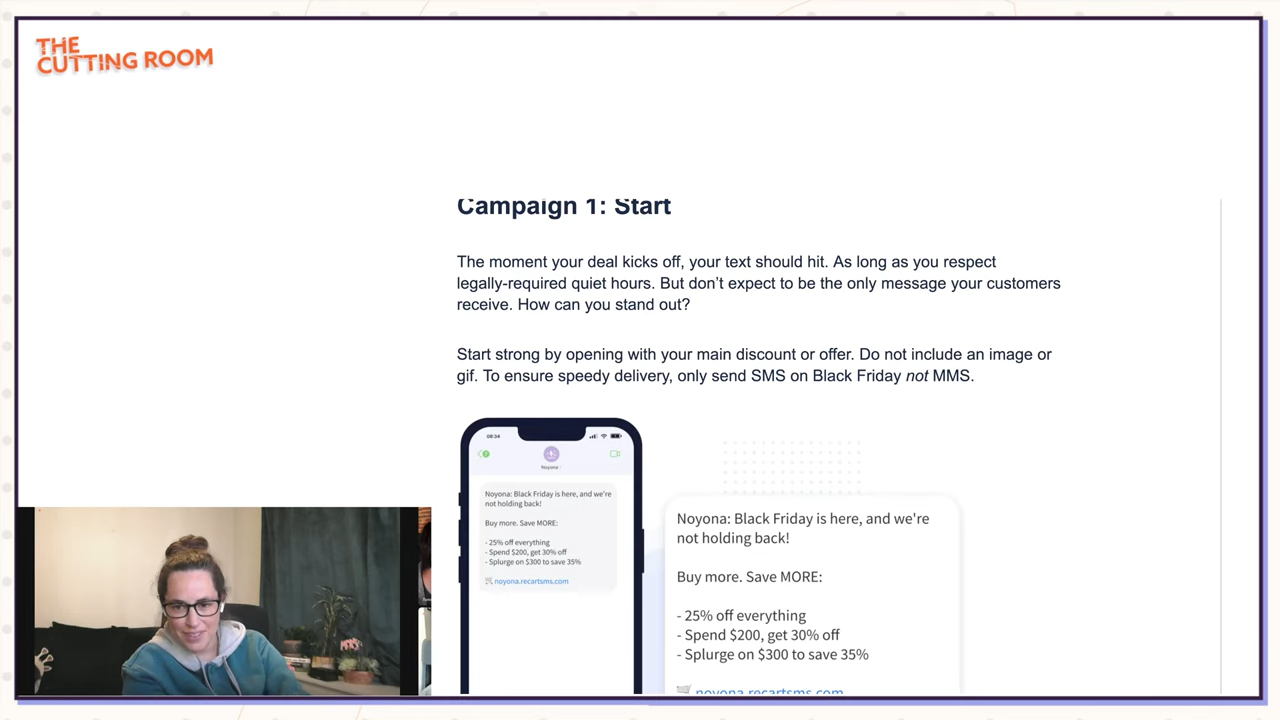 THE
CUTTING ROOM
Campaign 1: Start
The moment your deal kicks off, your text should hit. As long as you respect
legally-required quiet hours. But don’t expect to be the only message your customers
receive. How can you stand out?
Start strong by opening with your main discount or offer. Do not include an image or
gif. To ensure speedy delivery, only send SMS on Black Friday not MMS.
08:34
Noyona
Noyona: Black Friday is here, and we're
not holding back!
Buy more. Save MORE:
- 25% off everything
- Spend $200, get 30% off
- Splurge on $300 to save 35%
noyona.recartsms.com
Noyona: Black Friday is here, and we're
not holding back!
Buy more. Save MORE:
- 25% off everything
- Spend $200, get 30% off
- Splurge on $300 to save 35%
noyona.recartsms.com